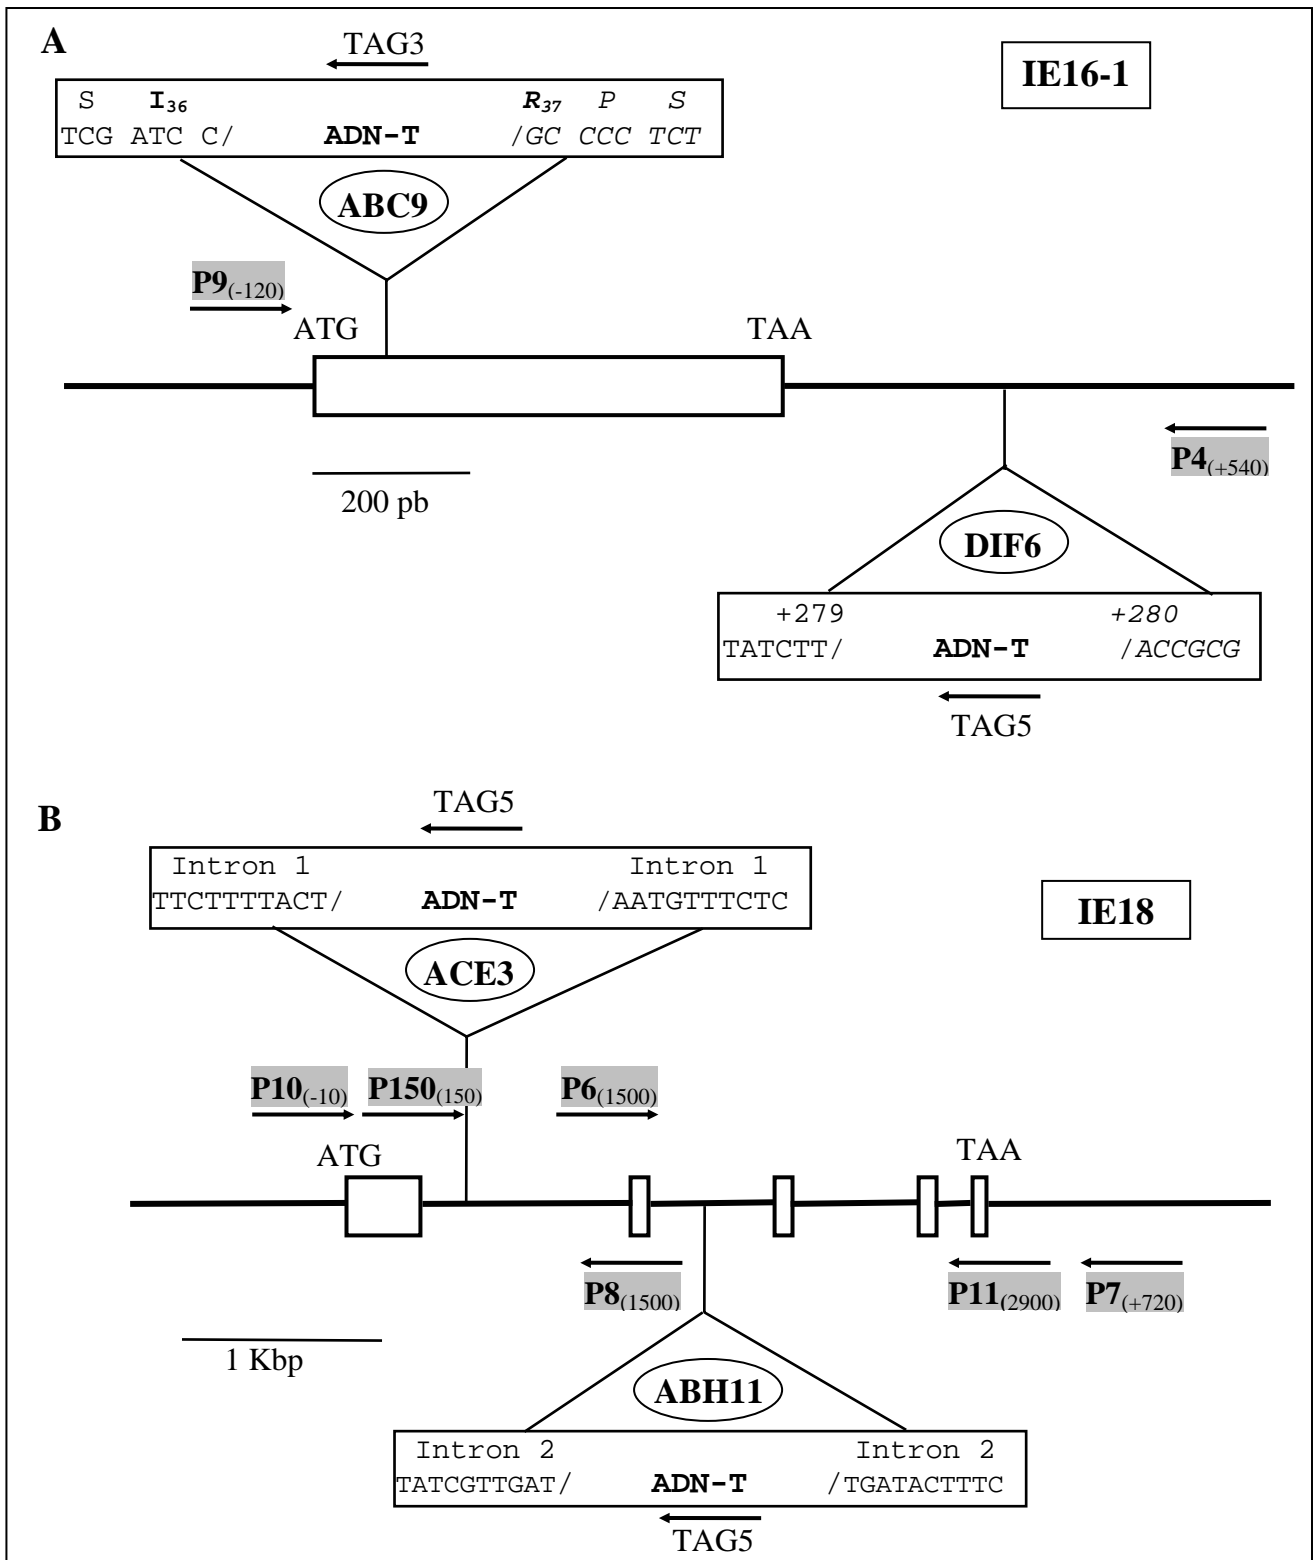 A
TAG3
IE16-1
S I36 R37 P S
TCG ATC C/ ADN-T /GC CCC TCT
ABC9
P9(-120)
ATG TAA
P4(+540)
200 pb
DIF6
+279 +280
TATCTT/ ADN-T /ACCGCG
TAG5
B
TAG5
Intron 1 Intron 1
TTCTTTTACT/ ADN-T /AATGTTTCTC
IE18
ACE3
P10(-10) P150(150) P6(1500)
ATG TAA
P8(1500) P11(2900) P7(+720)
1 Kbp
ABH11
Intron 2 Intron 2
TATCGTTGAT/ ADN-T /TGATACTTTC
TAG5